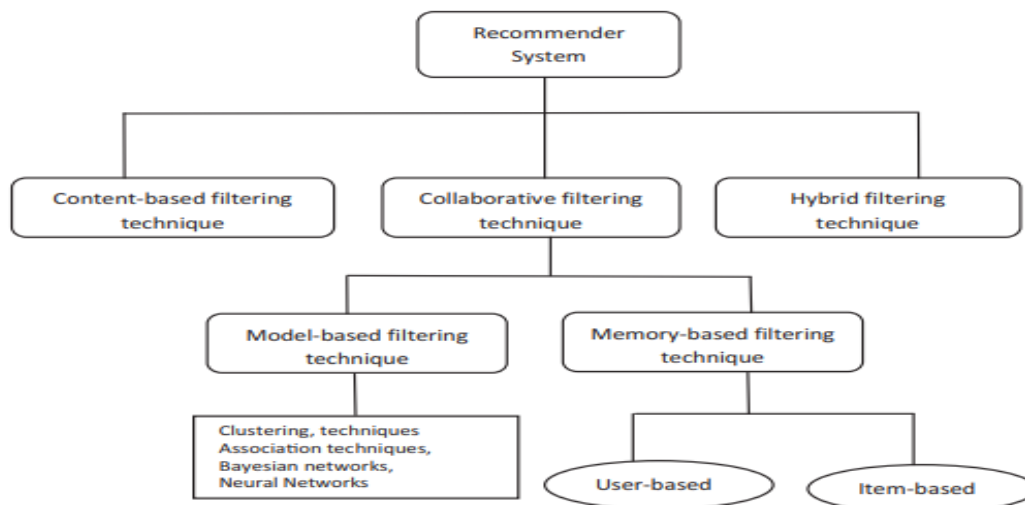 Recommender
System
Content-based filtering
technique
Collaborative filtering
technique
Hybrid filtering
technique
Model-based filtering
technique
Memory-based filtering
technique
Clustering, techniques
Association techniques,
Bayesian networks,
Neural Networks
User-based
Item-based